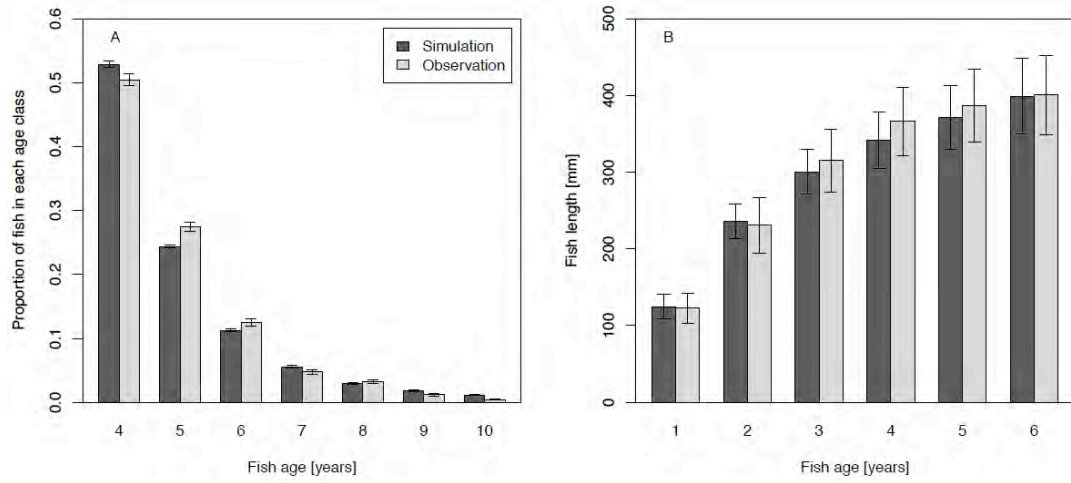 A
Simulation
Observation
Proportion of fish in each age class
0.6
0.5
0.4
0.3
0.2
0.1
0.0
4 5 6 7 8 9 10
Fish age [years]
B
Fish length [mm]
500
400
300
200
100
0
1 2 3 4 5 6
Fish age [years]